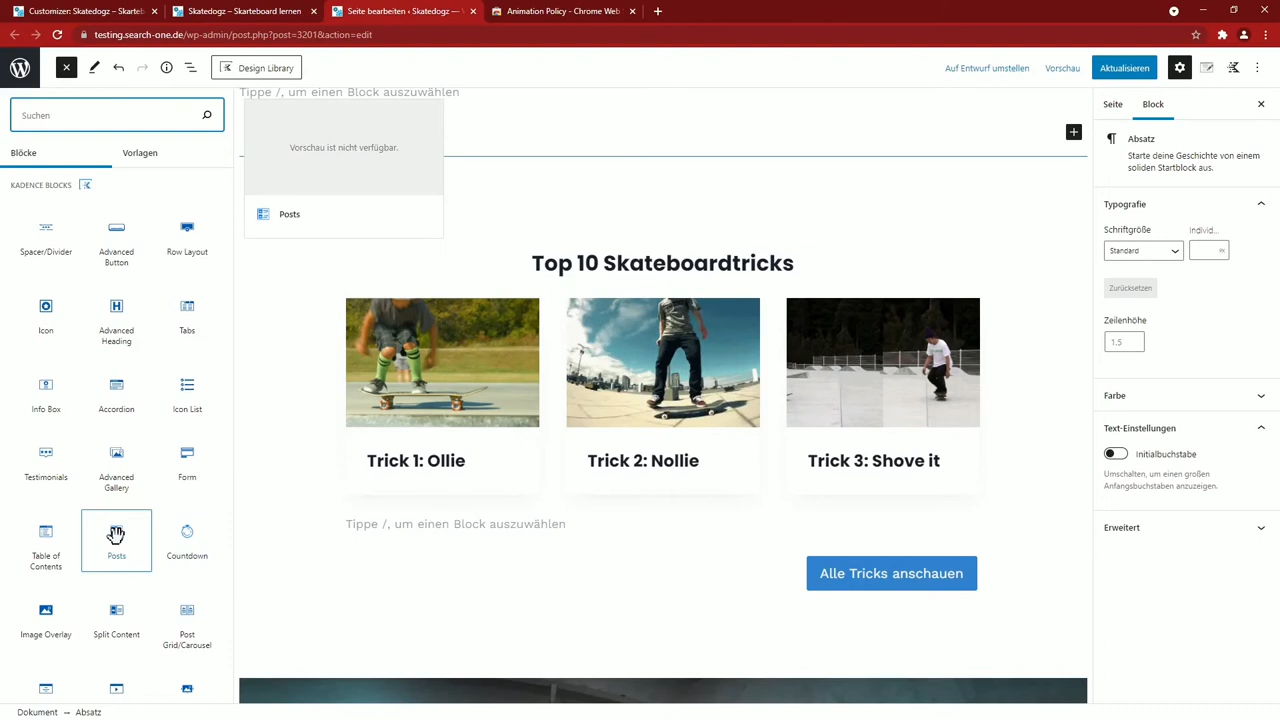 Customizer: Skatedogz – Skarteb
Skatedogz – Skarteboard lernen
Seite bearbeiten ‹ Skatedogz —
Animation Policy - Chrome Web
testing.search-one.de/wp-admin/post.php?post=3201&action=edit
Design Library
Auf Entwurf umstellen
Vorschau
Aktualisieren
Suchen
Blöcke
Vorlagen
KADENCE BLOCKS
Spacer/Divider
Advanced
Button
Row Layout
Icon
Advanced
Heading
Tabs
Info Box
Accordion
Icon List
Testimonials
Advanced
Gallery
Form
Table of
Contents
Posts
Countdown
Image Overlay
Split Content
Post
Grid/Carousel
Tippe /, um einen Block auszuwählen
Vorschau ist nicht verfügbar.
Posts
Top 10 Skateboardtricks
Trick 1: Ollie
Trick 2: Nollie
Trick 3: Shove it
Tippe /, um einen Block auszuwählen
Alle Tricks anschauen
Seite
Block
Absatz
Starte deine Geschichte von einem
soliden Startblock aus.
Typografie
Schriftgröße
Individ...
Standard
Zurücksetzen
Zeilenhöhe
1.5
Farbe
Text-Einstellungen
Initialbuchstabe
Umschalten, um einen großen
Anfangsbuchstaben anzuzeigen.
Erweitert
Dokument → Absatz